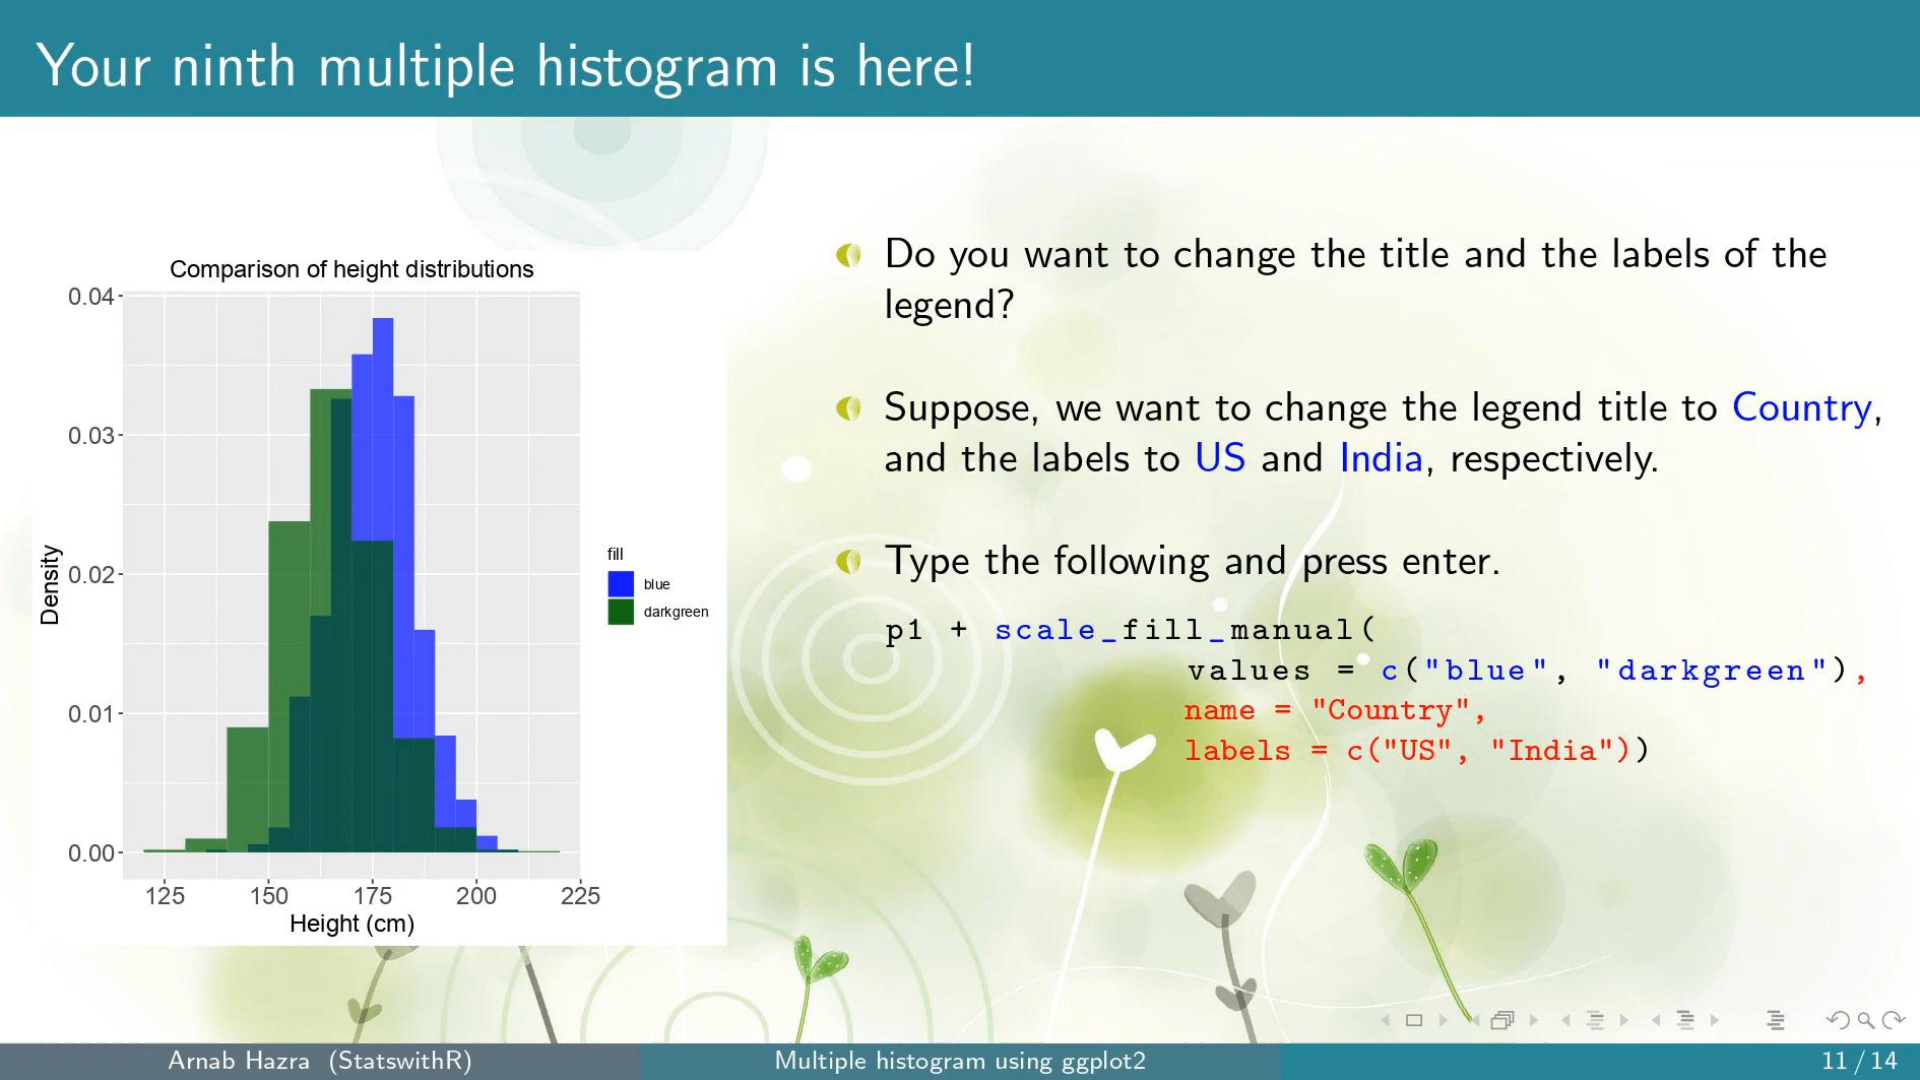 Your ninth multiple histogram is here!
Comparison of height distributions
0.04
0.03
0.02
0.01
0.00
Density
125 150 175 200 225
Height (cm)
fill
blue
darkgreen
Do you want to change the title and the labels of the
legend?
Suppose, we want to change the legend title to Country,
and the labels to US and India, respectively.
Type the following and press enter.
p1 + scale_fill_manual(
values = c("blue", "darkgreen"),
name = "Country",
labels = c("US", "India"))
Arnab Hazra (StatswithR)
Multiple histogram using ggplot2
11 / 14